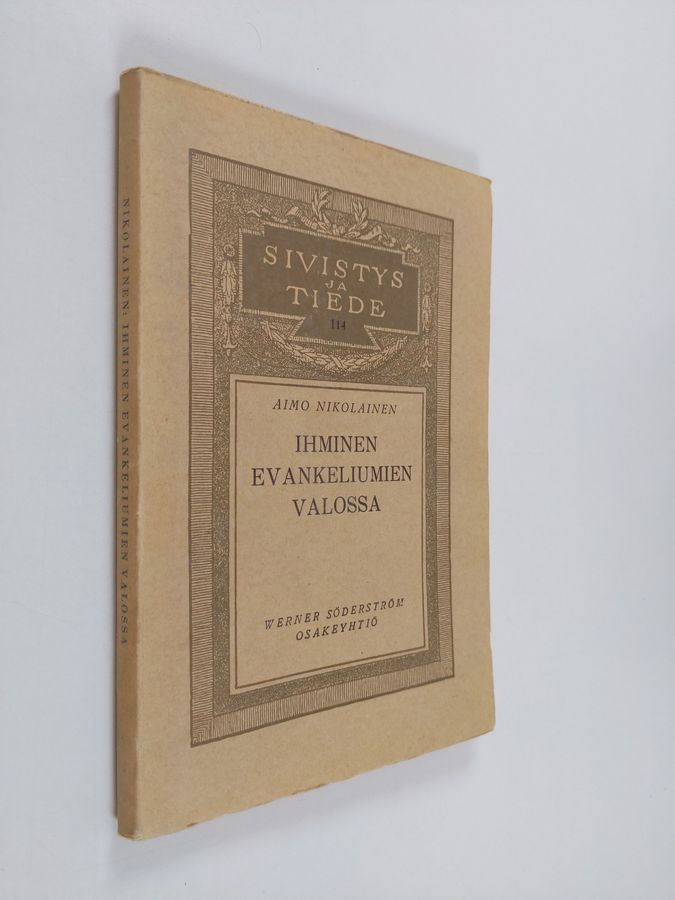 NIKOLAINEN: IHMINEN EVANKELIUMIEN VALOSSA
SIVISTYS
JA
TIEDE
114
AIMO NIKOLAINEN
IHMINEN
EVANKELIUMIEN
VALOSSA
WERNER SÖDERSTRÖM
OSAKEYHTIÖ